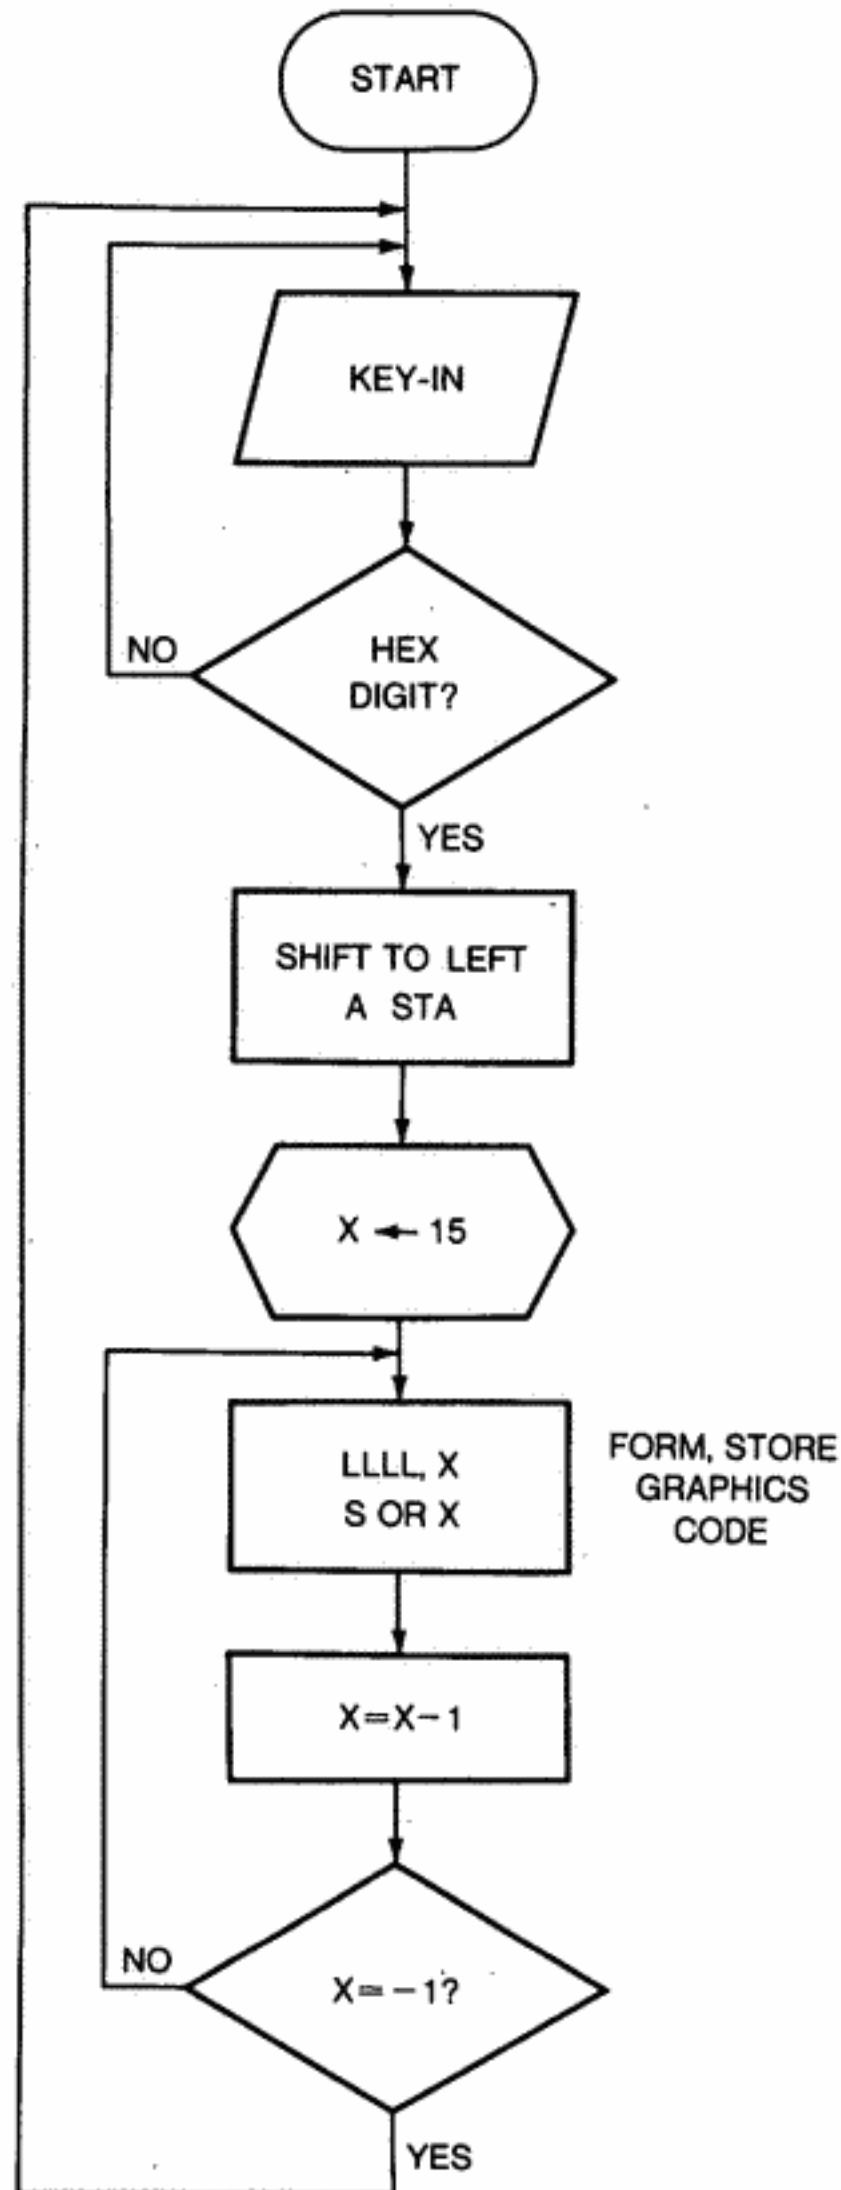 START
KEY-IN
HEX
DIGIT?
NO
YES
SHIFT TO LEFT
A STA
X ← 15
LLLL, X
S OR X
FORM, STORE
GRAPHICS
CODE
X=X-1
NO
X=-1?
YES